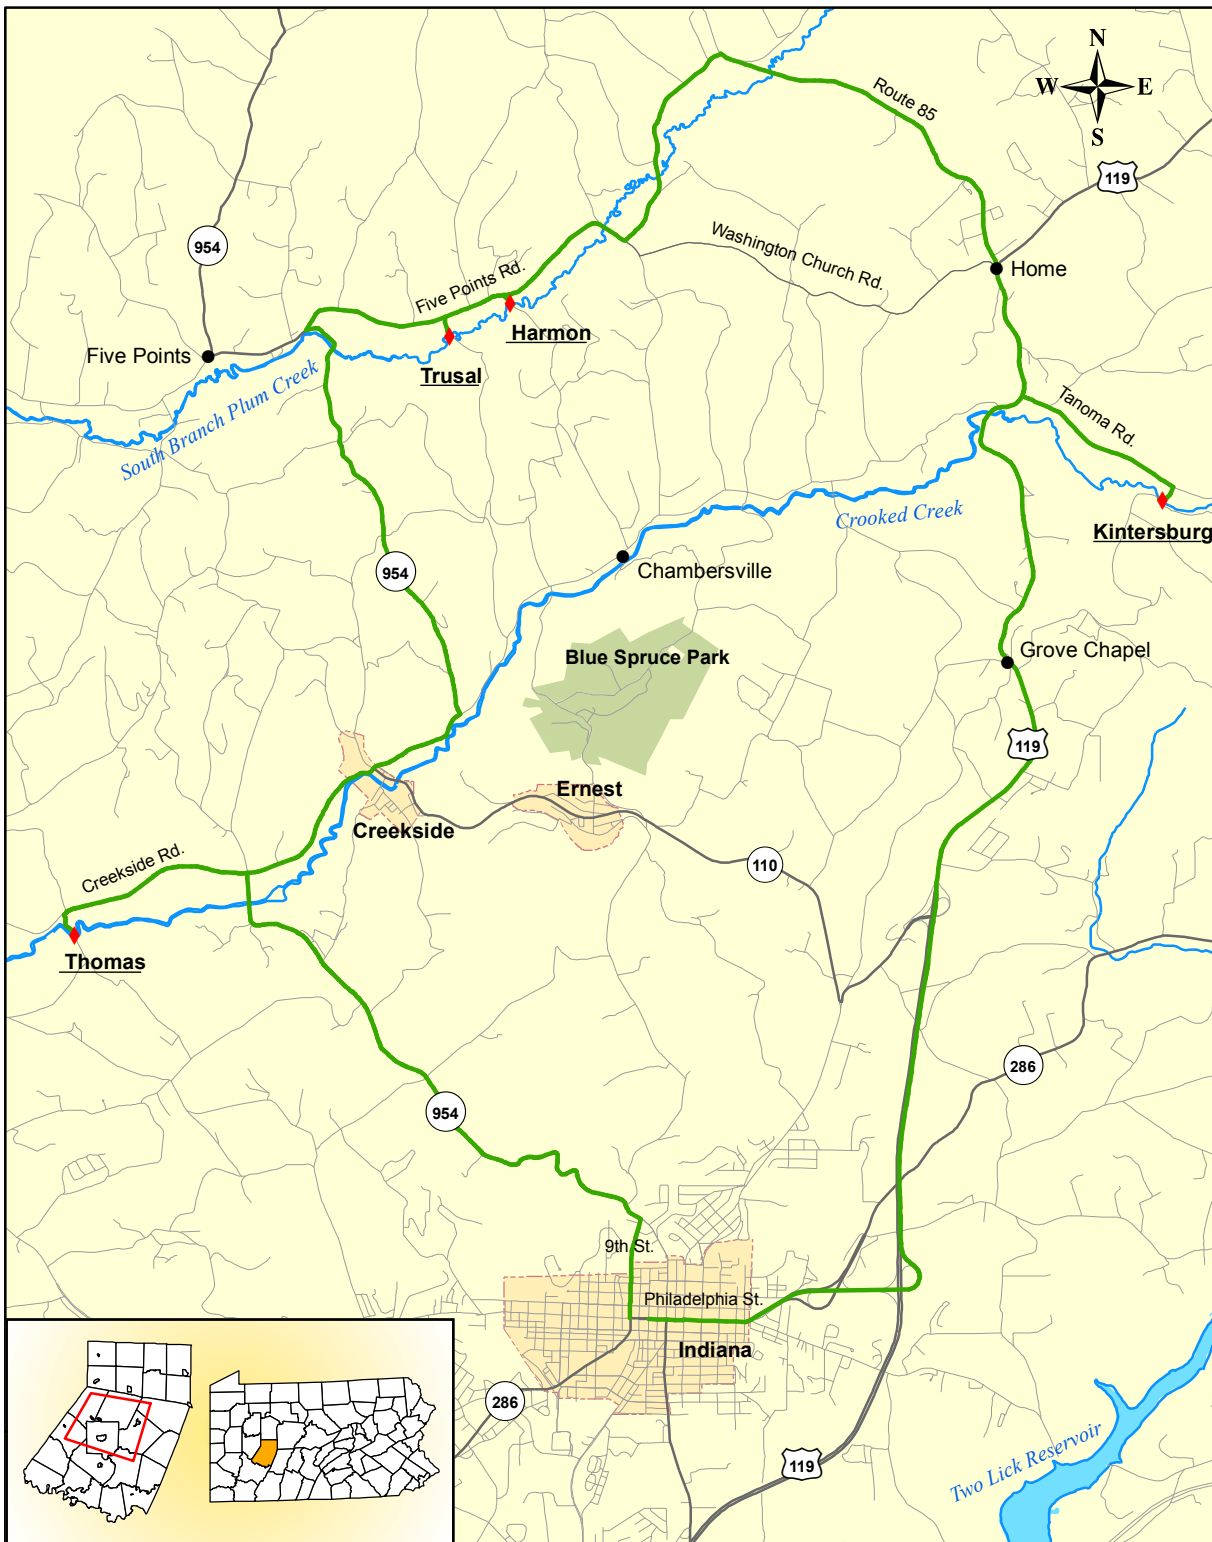 N
W E
S
Route 85
119
954
Washington Church Rd.
Home
Five Points Rd.
Harmon
Five Points
Trusal
South Branch Plum Creek
Tanoma Rd.
Crooked Creek
Kintersburg
954
Chambersville
Blue Spruce Park
Grove Chapel
119
Ernest
Creekside
Creekside Rd.
110
Thomas
286
954
9th St.
Philadelphia St.
Indiana
286
119
Two Lick Reservoir